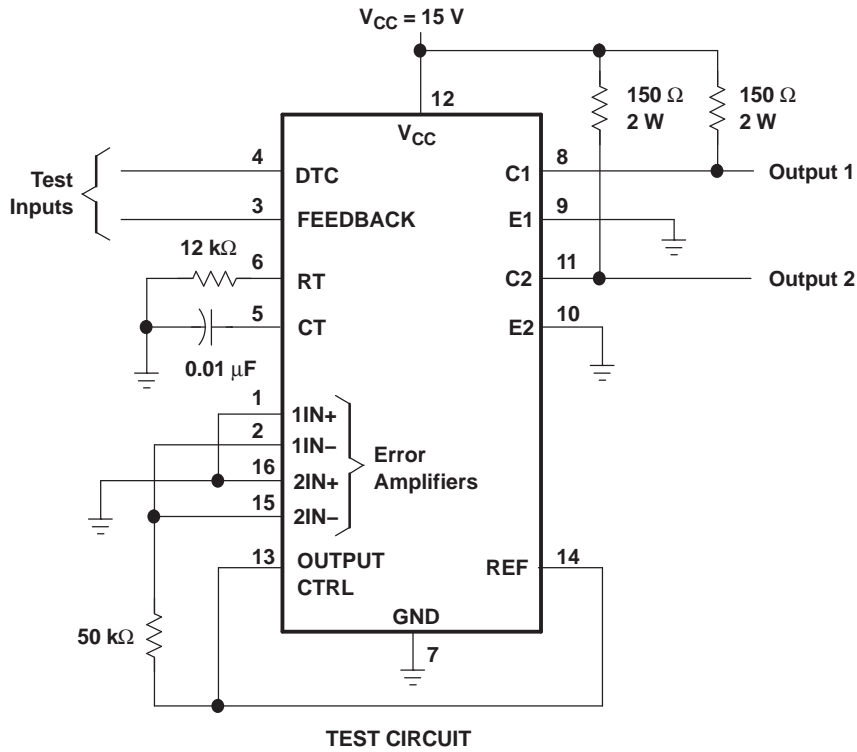 VCC = 15 V
12
VCC
150 Ω
2 W
150 Ω
2 W
Test
Inputs
4
DTC
3
FEEDBACK
12 kΩ
6
RT
5
CT
0.01 μF
1
1IN+
2
1IN−
16
2IN+
15
2IN−
Error
Amplifiers
13
OUTPUT
CTRL
50 kΩ
C1
8
Output 1
E1
9
C2
11
Output 2
E2
10
REF
14
GND
7
TEST CIRCUIT